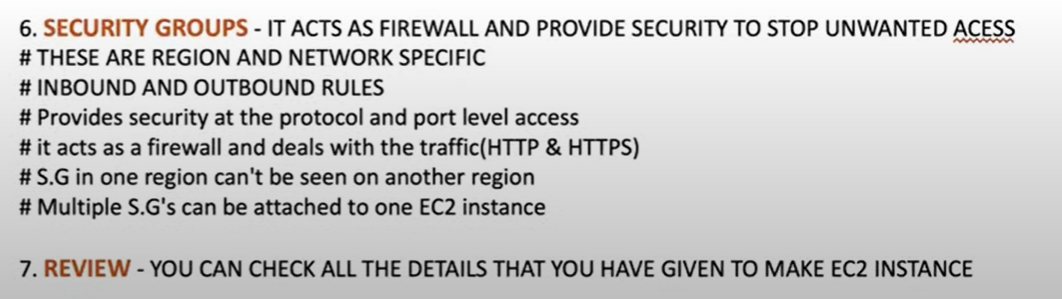 6. SECURITY GROUPS - IT ACTS AS FIREWALL AND PROVIDE SECURITY TO STOP UNWANTED ACESS
# THESE ARE REGION AND NETWORK SPECIFIC
# INBOUND AND OUTBOUND RULES
# Provides security at the protocol and port level access
# it acts as a firewall and deals with the traffic(HTTP & HTTPS)
# S.G in one region can't be seen on another region
# Multiple S.G's can be attached to one EC2 instance
7. REVIEW - YOU CAN CHECK ALL THE DETAILS THAT YOU HAVE GIVEN TO MAKE EC2 INSTANCE